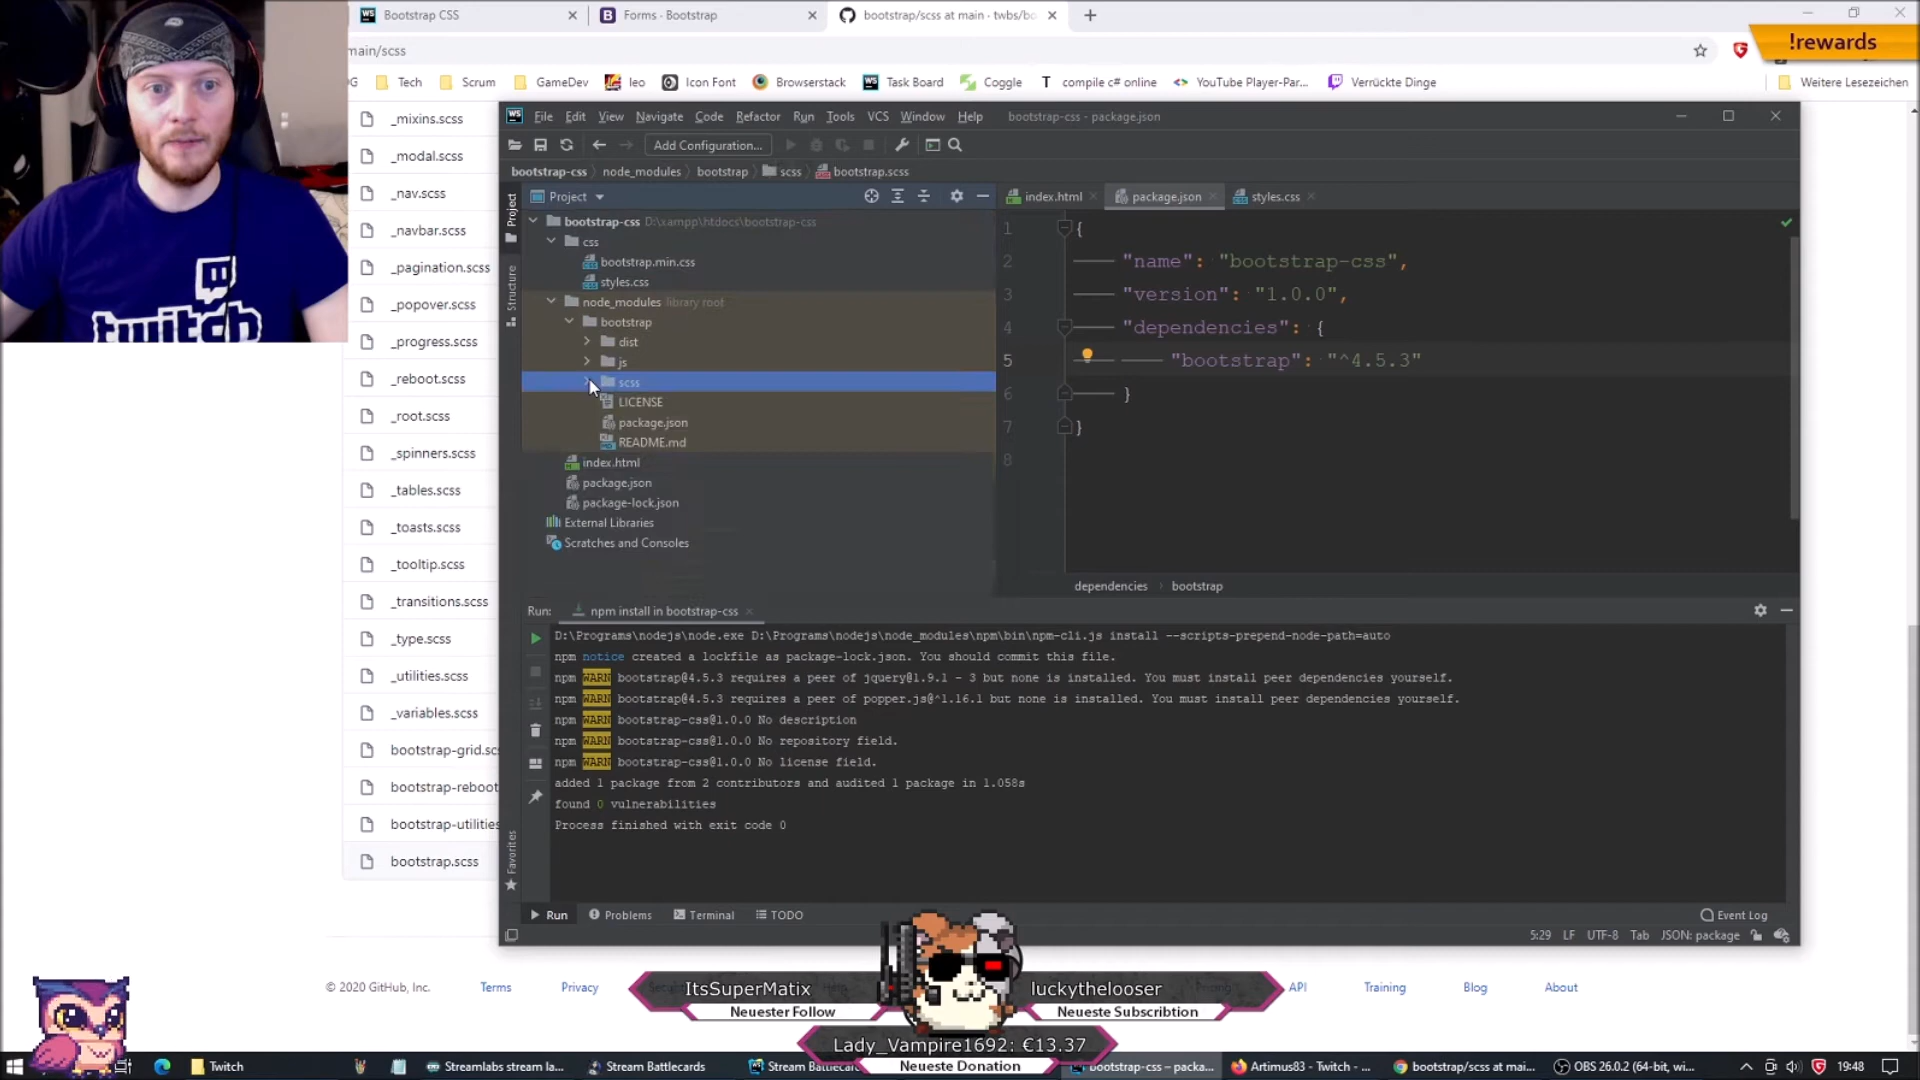 Bootstrap CSS
Forms - Bootstrap
bootstrap/scss at main · twbs/bo
!rewards
main/scss
G
Tech
Scrum
GameDev
leo
Icon Font
Browserstack
Task Board
Coggle
compile c# online
YouTube Player-Par...
Verrückte Dinge
Weitere Lesezeichen
_mixins.scss
_modal.scss
_nav.scss
_navbar.scss
_pagination.scss
_popover.scss
_progress.scss
_reboot.scss
_root.scss
_spinners.scss
_tables.scss
_toasts.scss
_tooltip.scss
_transitions.scss
_type.scss
_utilities.scss
_variables.scss
bootstrap-grid.sc
bootstrap-reboot
bootstrap-utilities
bootstrap.scss
twitch
WS
File Edit View Navigate Code Refactor Run Tools VCS Window Help
bootstrap-css - package.json
Add Configuration...
bootstrap-css
node_modules
bootstrap
scss
bootstrap.scss
Project
index.html
package.json
styles.css
Project
Structure
Favorites
bootstrap-css D:\xampp\htdocs\bootstrap-css
css
bootstrap.min.css
styles.css
node_modules library root
bootstrap
dist
js
scss
LICENSE
package.json
README.md
index.html
package.json
package-lock.json
External Libraries
Scratches and Consoles
1 {
2 "name": "bootstrap-css",
3 "version": "1.0.0",
4 "dependencies": {
5 "bootstrap": "^4.5.3"
6 }
7 }
8
dependencies
bootstrap
Run:
npm install in bootstrap-css
D:\Programs\nodejs\node.exe D:\Programs\nodejs\node_modules\npm\bin\npm-cli.js install --scripts-prepend-node-path=auto
npm notice created a lockfile as package-lock.json. You should commit this file.
npm WARN bootstrap@4.5.3 requires a peer of jquery@1.9.1 - 3 but none is installed. You must install peer dependencies yourself.
npm WARN bootstrap@4.5.3 requires a peer of popper.js@^1.16.1 but none is installed. You must install peer dependencies yourself.
npm WARN bootstrap-css@1.0.0 No description
npm WARN bootstrap-css@1.0.0 No repository field.
npm WARN bootstrap-css@1.0.0 No license field.
added 1 package from 2 contributors and audited 1 package in 1.058s
found 0 vulnerabilities
Process finished with exit code 0
Run
Problems
Terminal
TODO
Event Log
5:29 LF UTF-8 Tab JSON: package
© 2020 GitHub, Inc.
Terms
Privacy
API
Training
Blog
About
ItsSuperMatix
Neuester Follow
luckythelooser
Neueste Subscribtion
Lady_Vampire1692: €13.37
Neueste Donation
Twitch
Streamlabs stream la...
Stream Battlecards
Stream Battleca
bootstrap-css – packa...
Artimus83 - Twitch - ...
bootstrap/scss at mai...
OBS 26.0.2 (64-bit, wi...
19:48